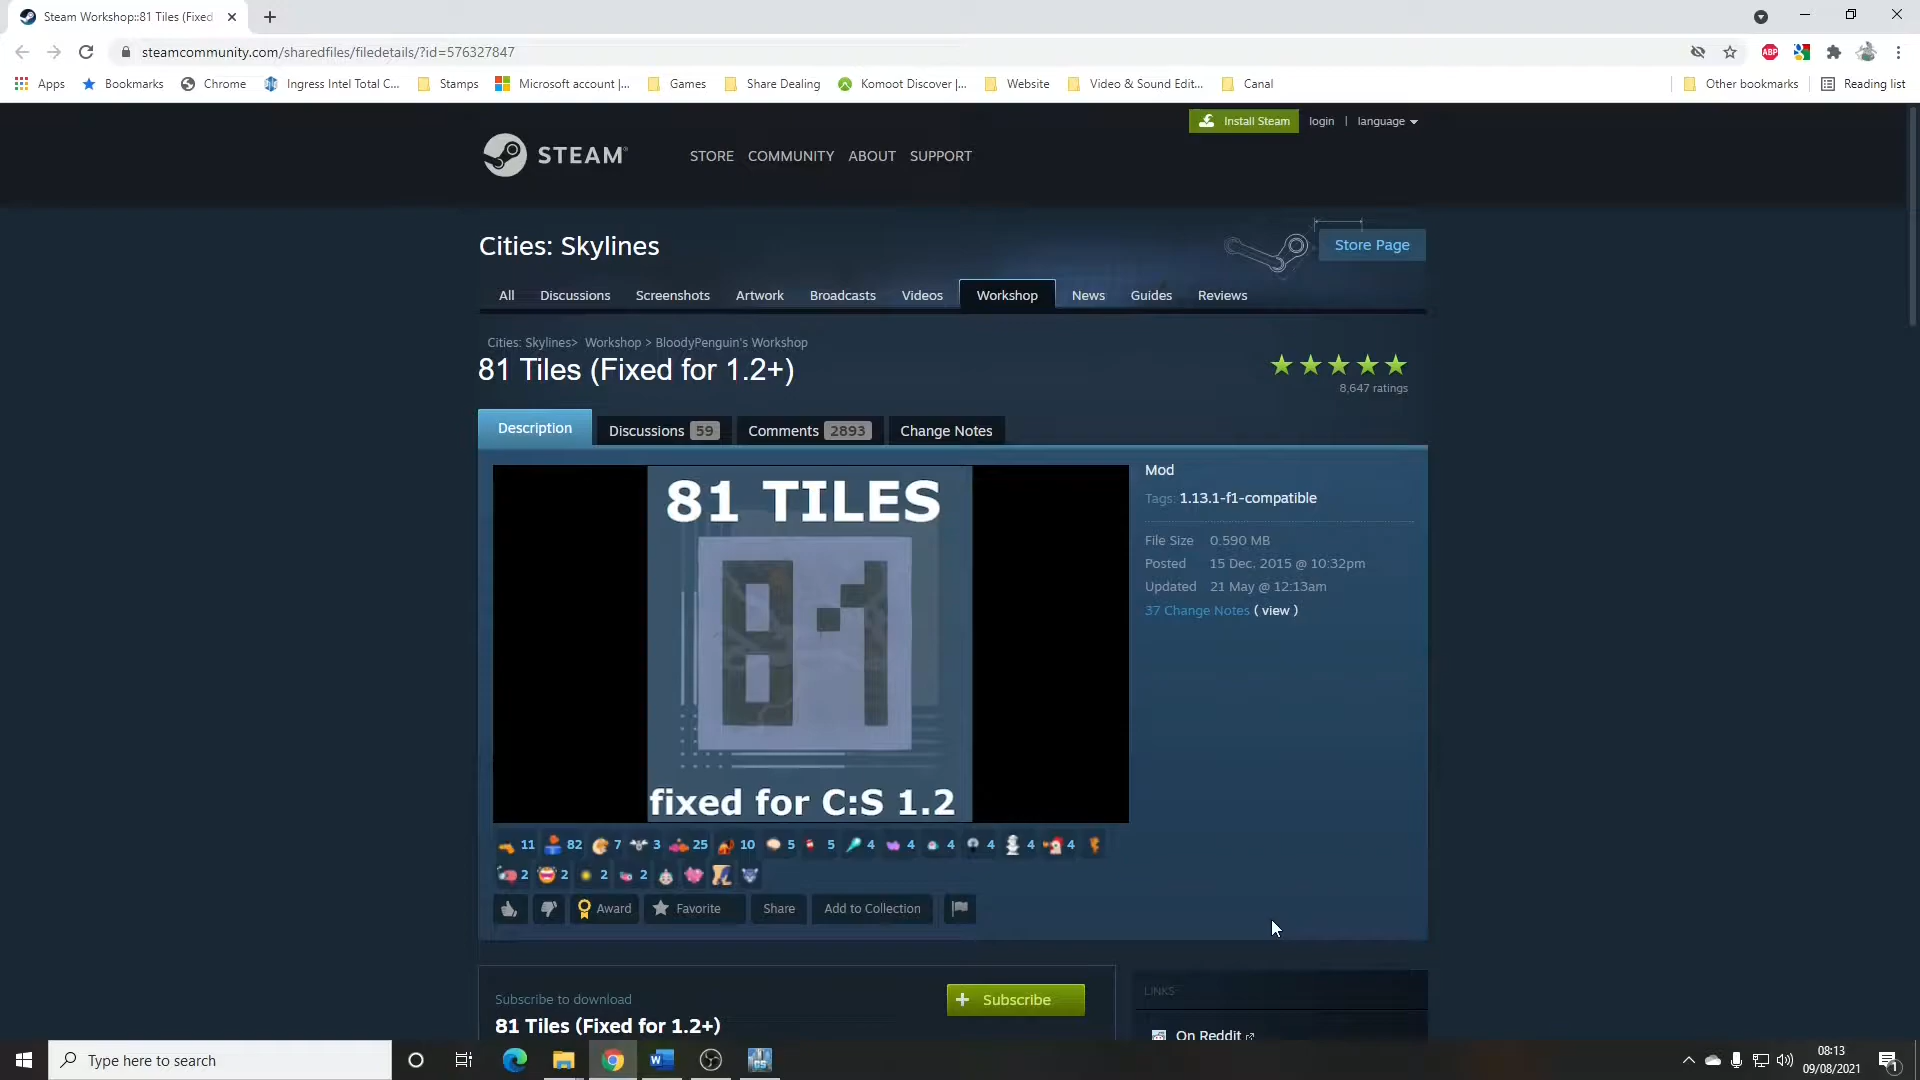 Steam Workshop::81 Tiles (Fixed
steamcommunity.com/sharedfiles/filedetails/?id=576327847
ABP
Apps Bookmarks Chrome Ingress Intel Total C... Stamps Microsoft account |... Games Share Dealing Komoot Discover |... Website Video & Sound Edit... Canal Other bookmarks Reading list
Install Steam login | language
STEAM® STORE COMMUNITY ABOUT SUPPORT
Cities: Skylines
Store Page
All Discussions Screenshots Artwork Broadcasts Videos Workshop News Guides Reviews
Cities: Skylines> Workshop > BloodyPenguin's Workshop
81 Tiles (Fixed for 1.2+)
8,647 ratings
Description Discussions 59 Comments 2893 Change Notes
81 TILES
81
fixed for C:S 1.2
Mod
Tags: 1.13.1-f1-compatible
File Size 0.590 MB
Posted 15 Dec, 2015 @ 10:32pm
Updated 21 May @ 12:13am
37 Change Notes ( view )
11 82 7 3 25 10 5 5 4 4 4 4 4 4
2 2 2 2
Award Favorite Share Add to Collection
Subscribe to download
81 Tiles (Fixed for 1.2+)
Subscribe
LINKS
On Reddit
Type here to search
08:13
09/08/2021
1